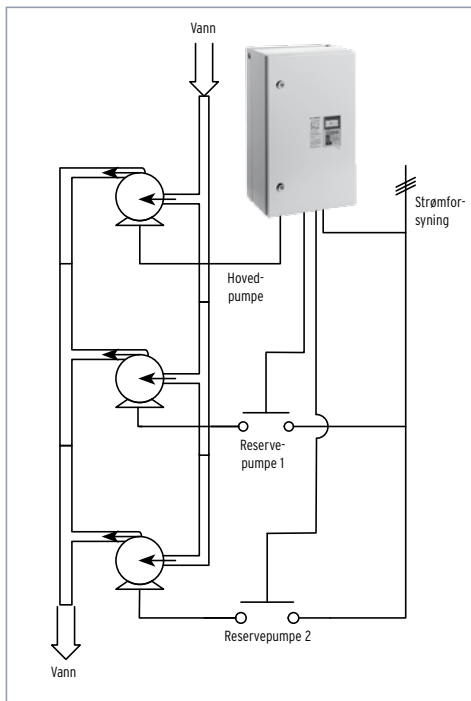 Vann
Strømfor-
syning
Hoved-
pumpe
Reserve-
pumpe 1
Reservepumpe 2
Vann